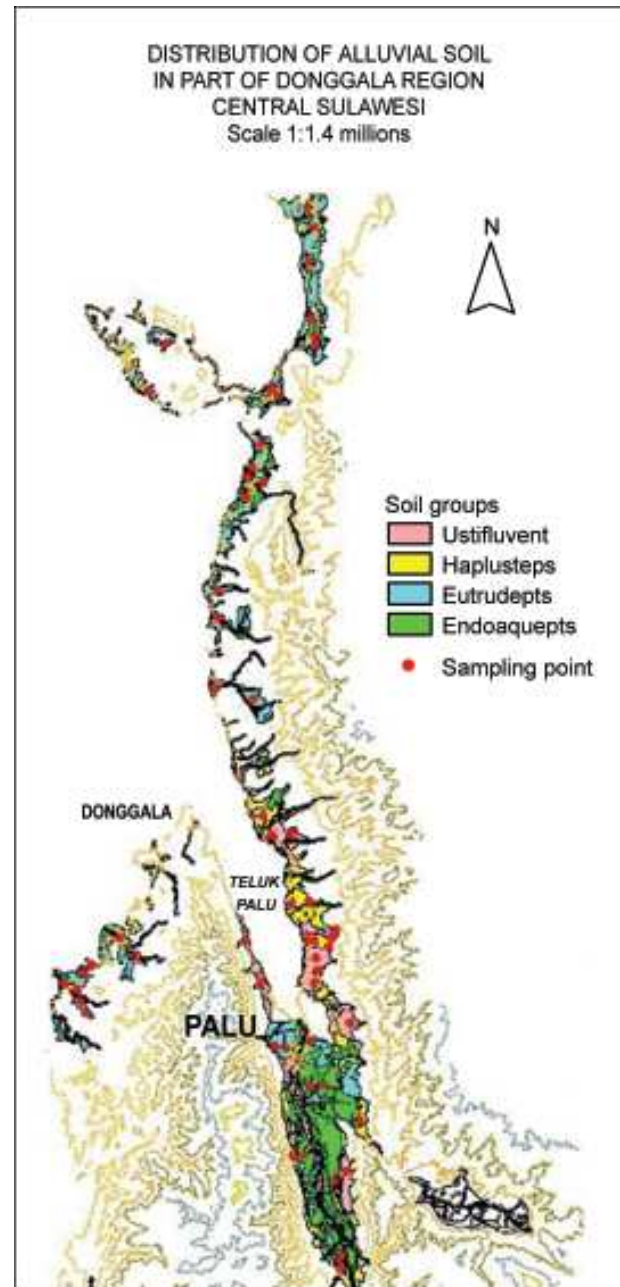 DISTRIBUTION OF ALLUVIAL SOIL
IN PART OF DONGGALA REGION
CENTRAL SULAWESI
Scale 1:1.4 millions
N
Soil groups
Ustifluvent
Haplusteps
Eutrudepts
Endoaquepts
Sampling point
DONGGALA
TELUK
PALU
PALU